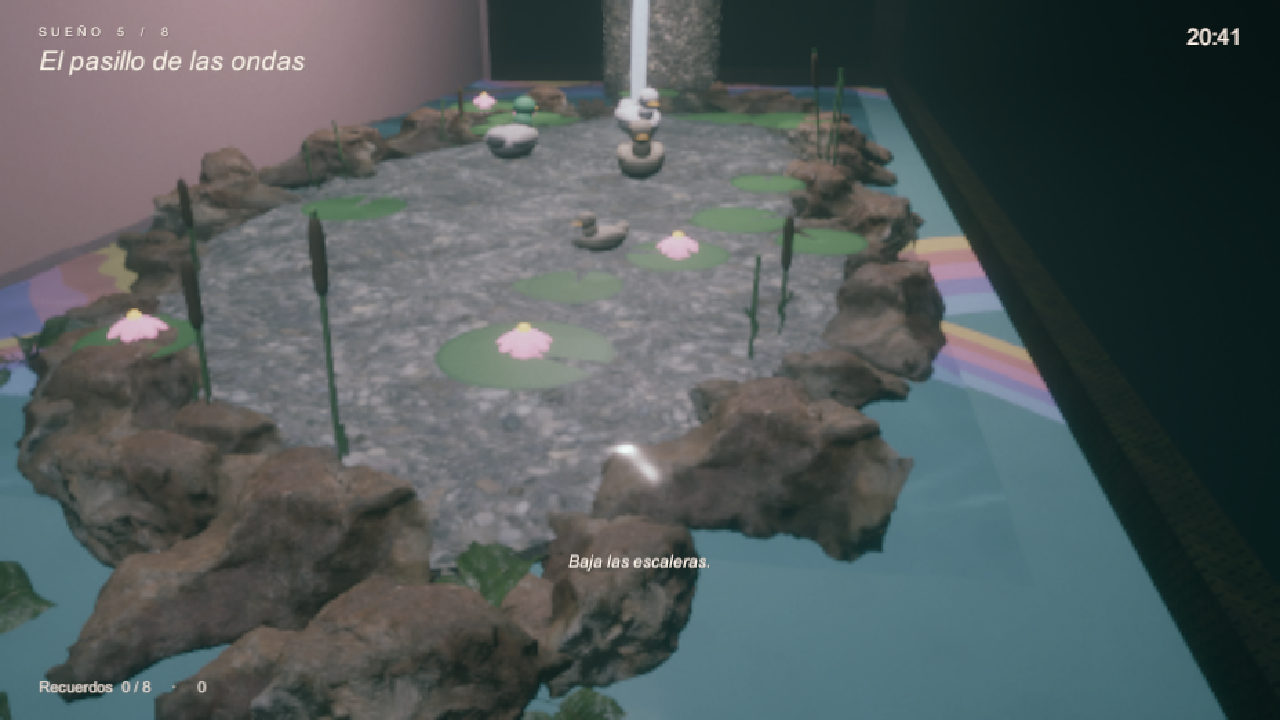 SUEÑO 5 / 8
El pasillo de las ondas
20:41
Baja las escaleras.
Recuerdos 0/8 · 0